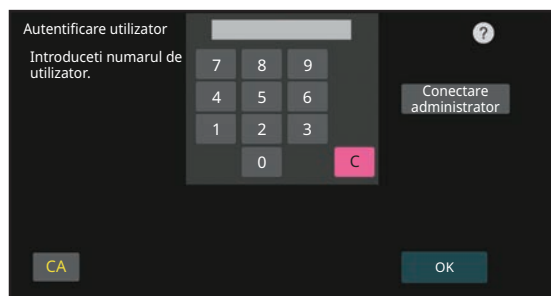 Autentificare utilizator
?
Introduceti numarul de
utilizator.
7 8 9
4 5 6
Conectare
administrator
1 2 3
0 C
CA
OK